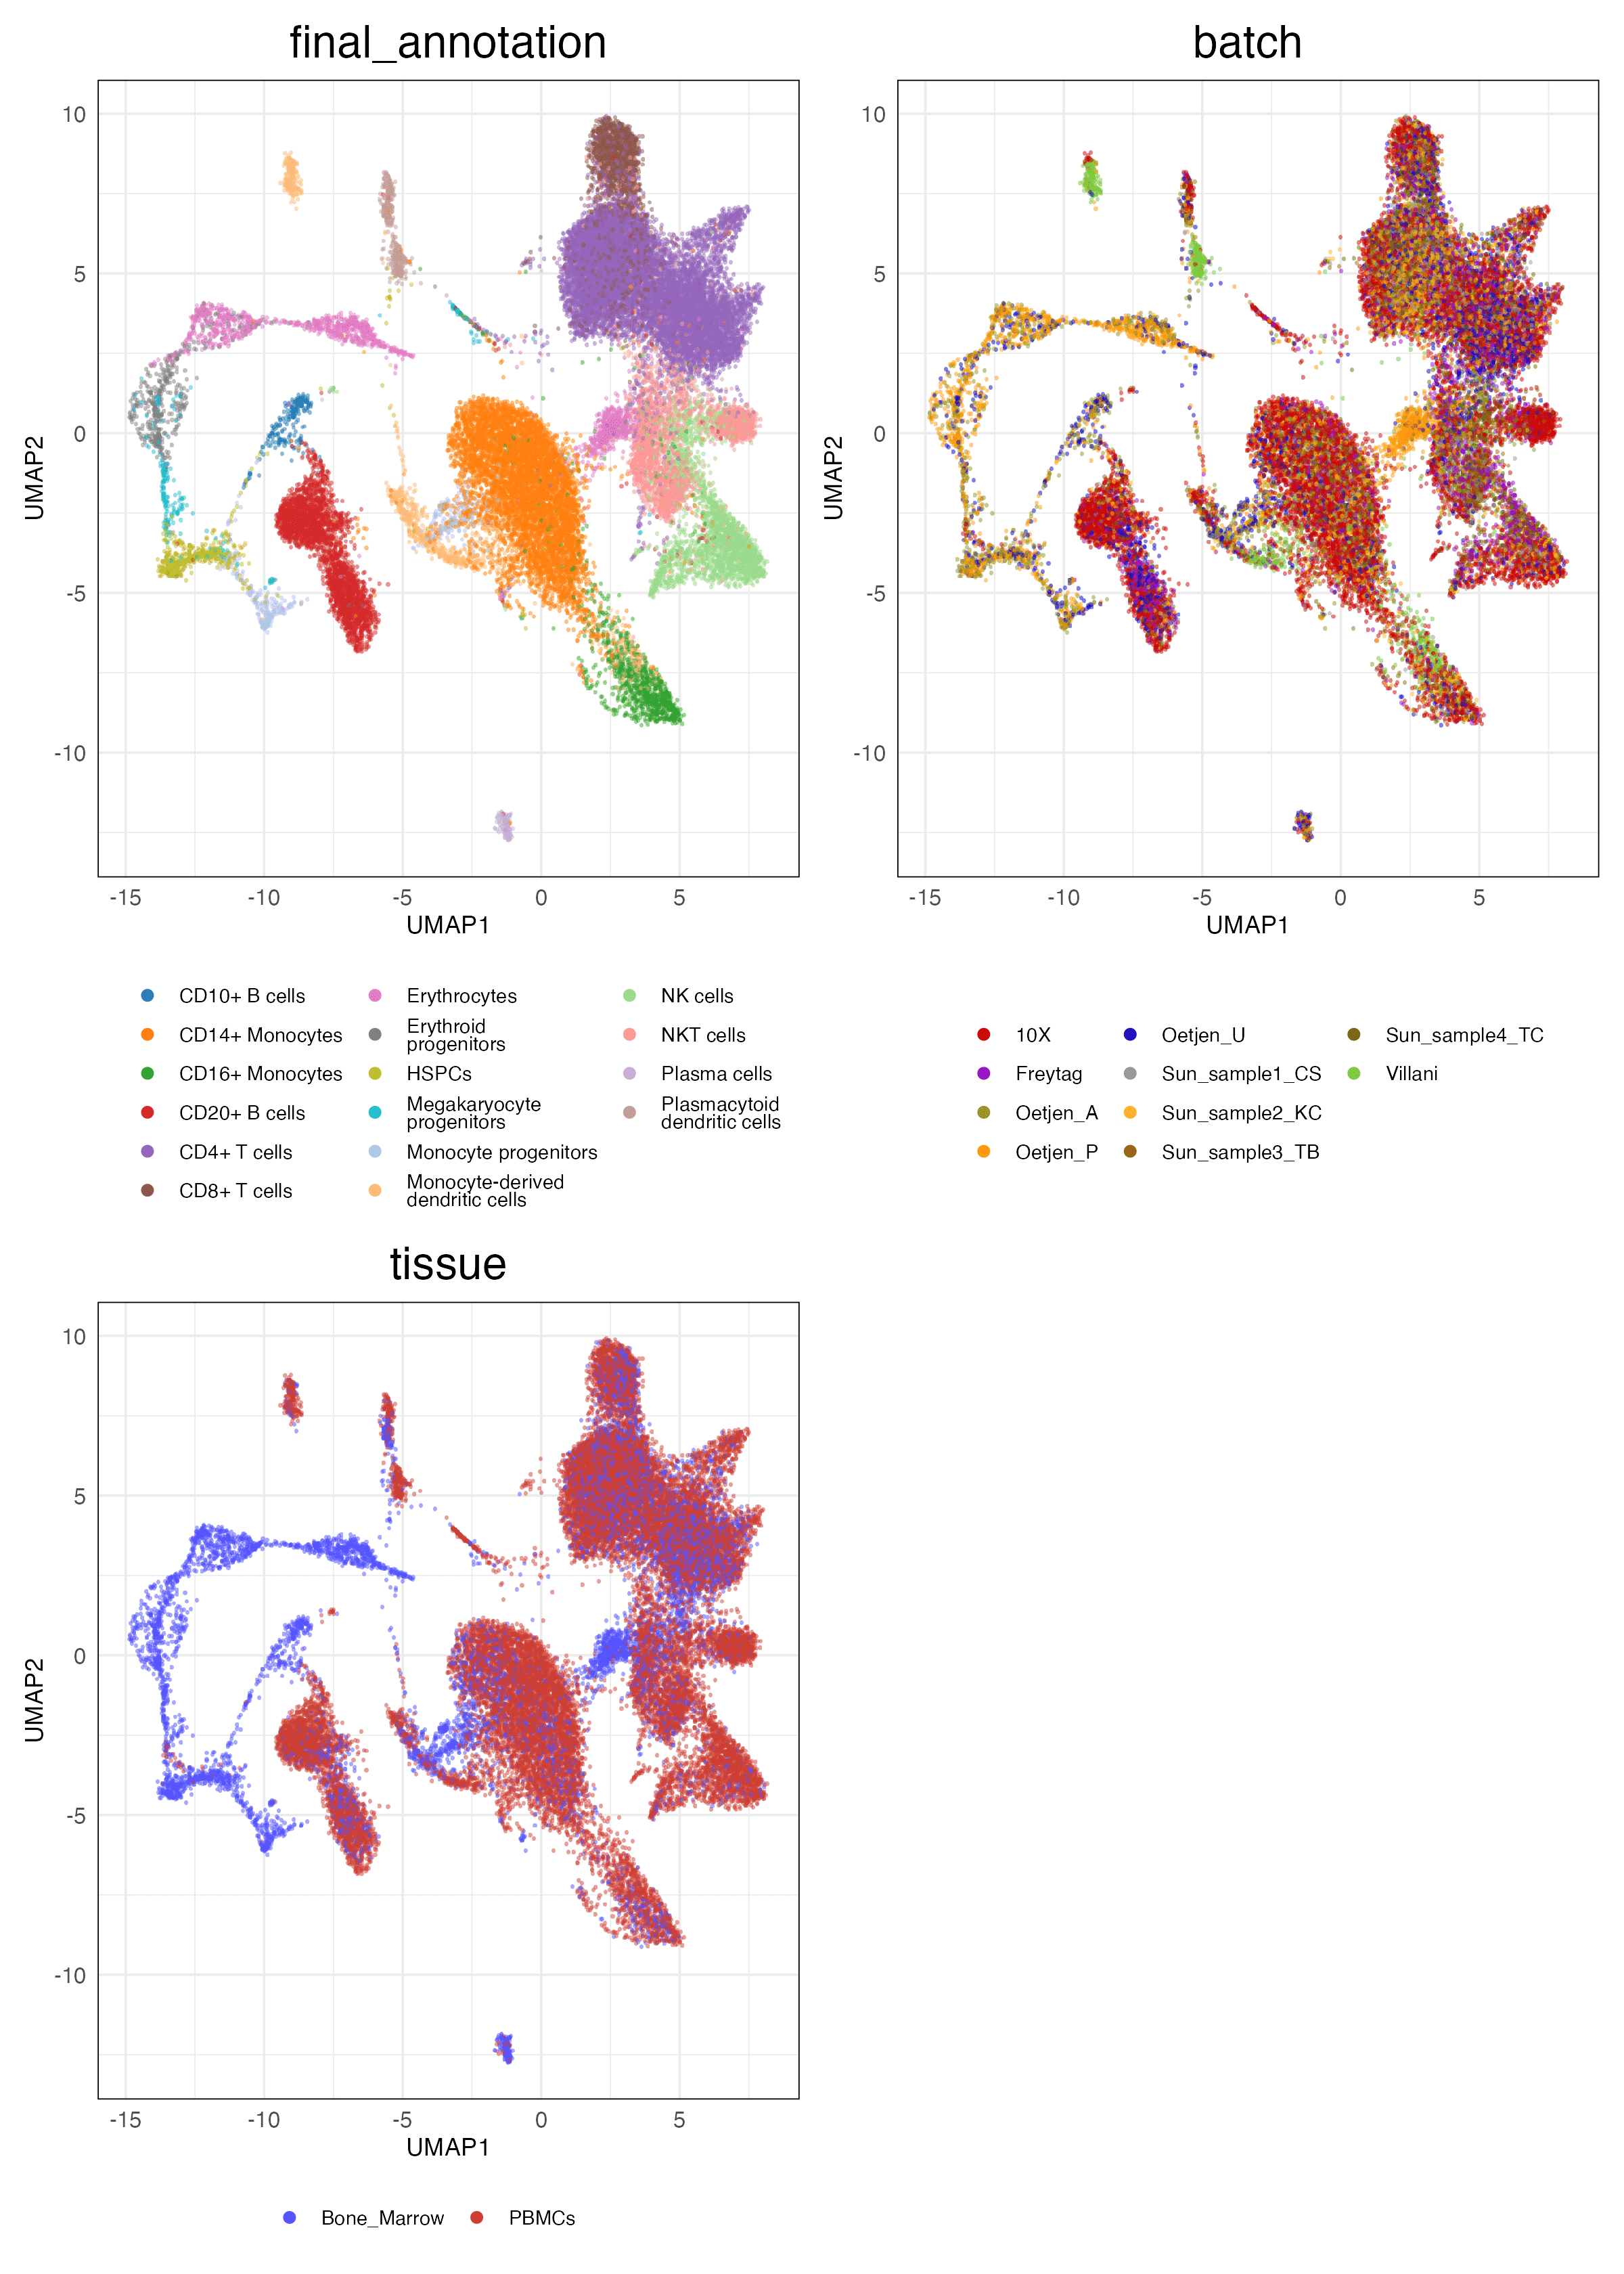 final_annotation
batch
10
5
0
-5
-10
UMAP2
-15
-10
-5
0
5
UMAP1
10
5
0
-5
-10
UMAP2
-15
-10
-5
0
5
UMAP1
CD10+ B cells
CD14+ Monocytes
CD16+ Monocytes
CD20+ B cells
CD4+ T cells
CD8+ T cells
Erythrocytes
Erythroid
progenitors
HSPCs
Megakaryocyte
progenitors
Monocyte progenitors
Monocyte-derived
dendritic cells
NK cells
NKT cells
Plasma cells
Plasmacytoid
dendritic cells
10X
Freytag
Oetjen_A
Oetjen_P
Oetjen_U
Sun_sample1_CS
Sun_sample2_KC
Sun_sample3_TB
Sun_sample4_TC
Villani
tissue
10
5
0
-5
-10
UMAP2
-15
-10
-5
0
5
UMAP1
Bone_Marrow
PBMCs